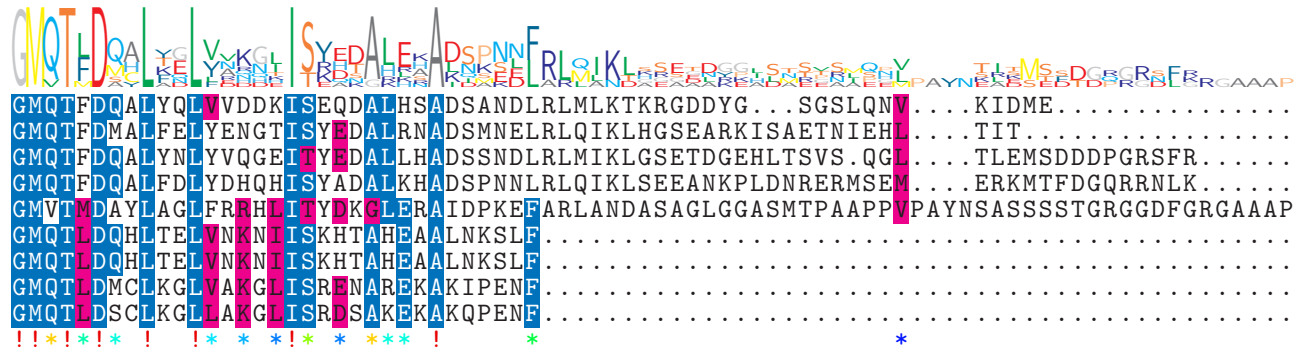 GMQTFDQALYQLVVDDKISEQDALHSADSANDLRLMLKTKRGDDYG...SGSLQNV....KIDME...............
GMQTFDMALFELYENGTISYEDALRNADSMNELRLQIKLHGSEARKISAETNIEHL....TIT.................
GMQTFDQALYNLYVQGEITYEDALLHADSSNDLRLMIKLGSETDGEHLTSVS.QGL....TLEMSDDDPGRSFR......
GMQTFDQALFDLYDHQHISYADALKHADSPNNLRLQIKLSEEANKPLDNRERMSEM....ERKMTFDGQRRNLK......
GMVTMDAYLAGLFRRHLITYDKGLERAIDPKEFARLANDASAGLGGASMTPAAPPVPAYNSASSSSTGRGGDFGRGAAAP
GMQTLDQHLTELVNKNIISKHTAHEAALNKSLF...............................................
GMQTLDQHLTELVNKNIISKHTAHEAALNKSLF...............................................
GMQTLDMCLKGLVAKGLISRENAREKAKIPENF...............................................
GMQTLDSCLKGLLAKGLISRDSAKEKAKQPENF...............................................
!!*!*!* ! !* * *!* * *** ! * *